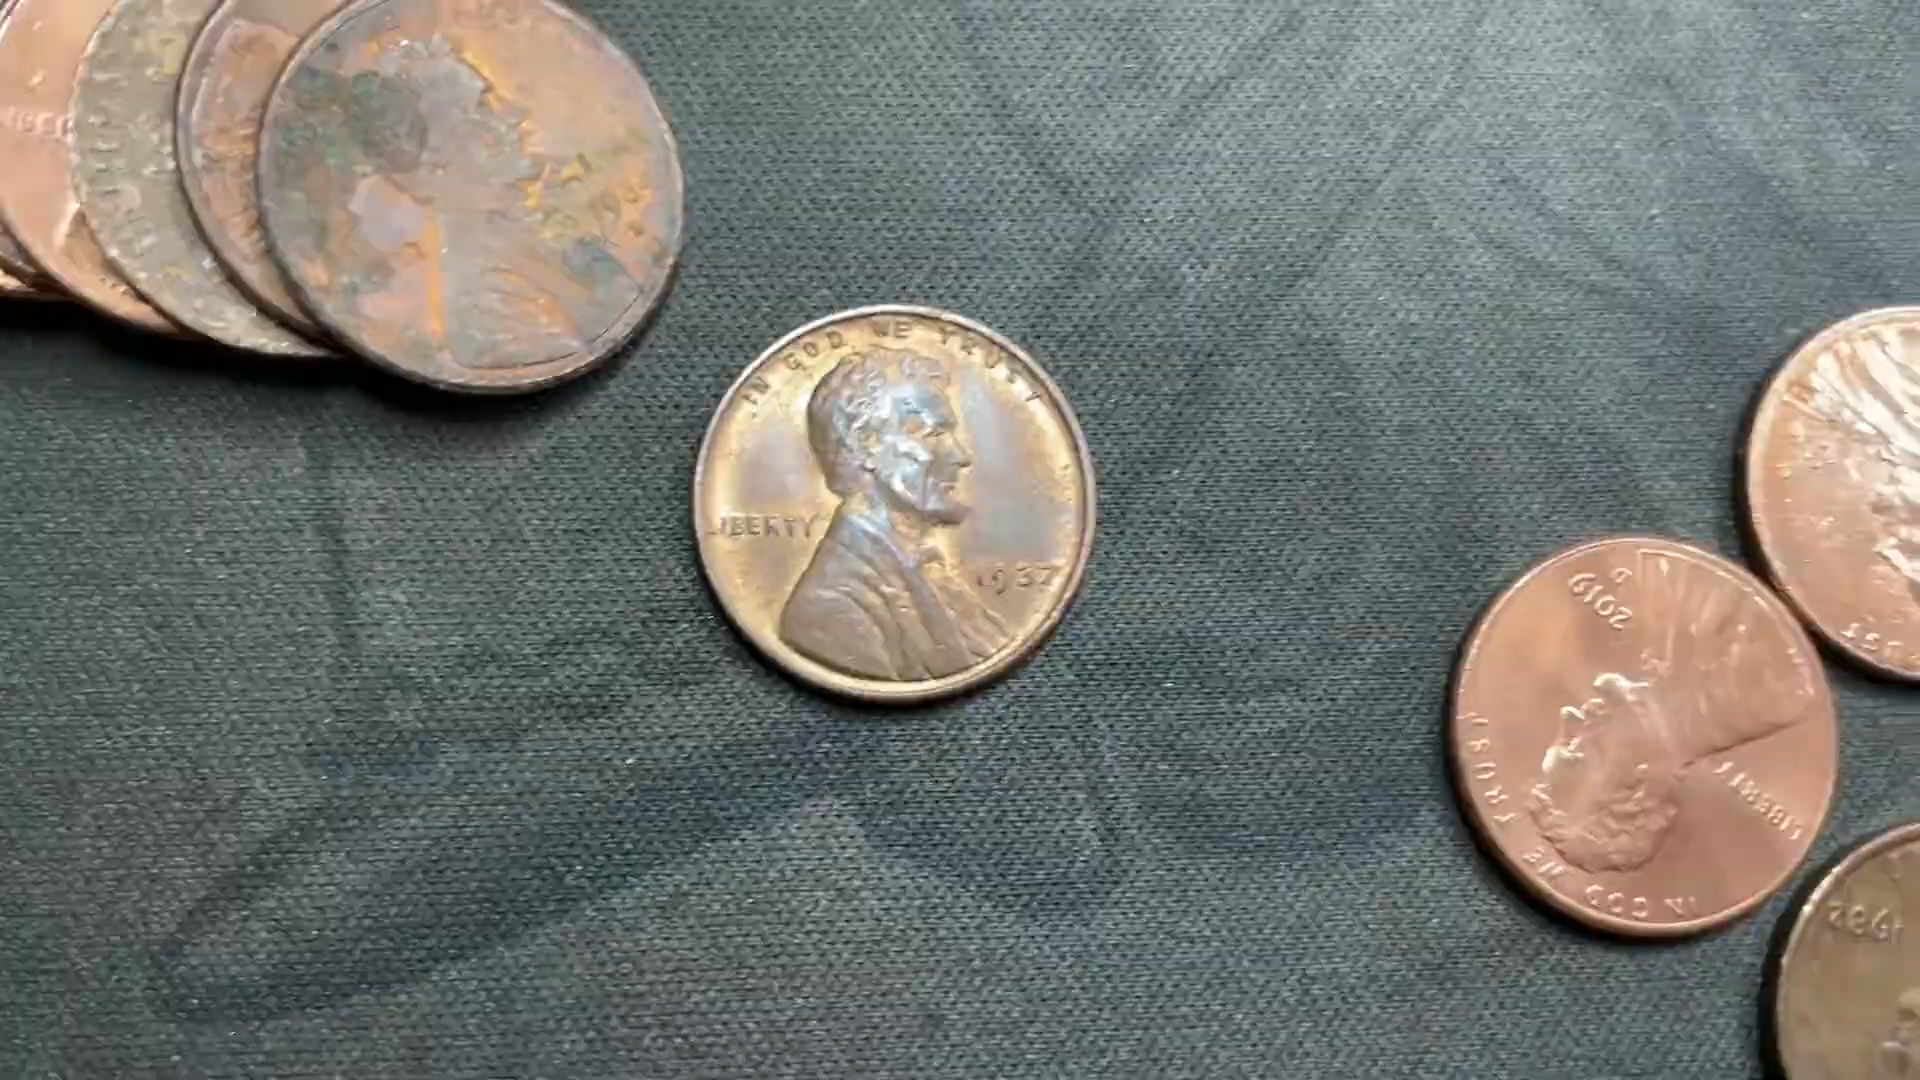 IN GOD WE TRUST
LIBERTY
1937
2019
D
LIBERTY
IN GOD WE TRUST
1982